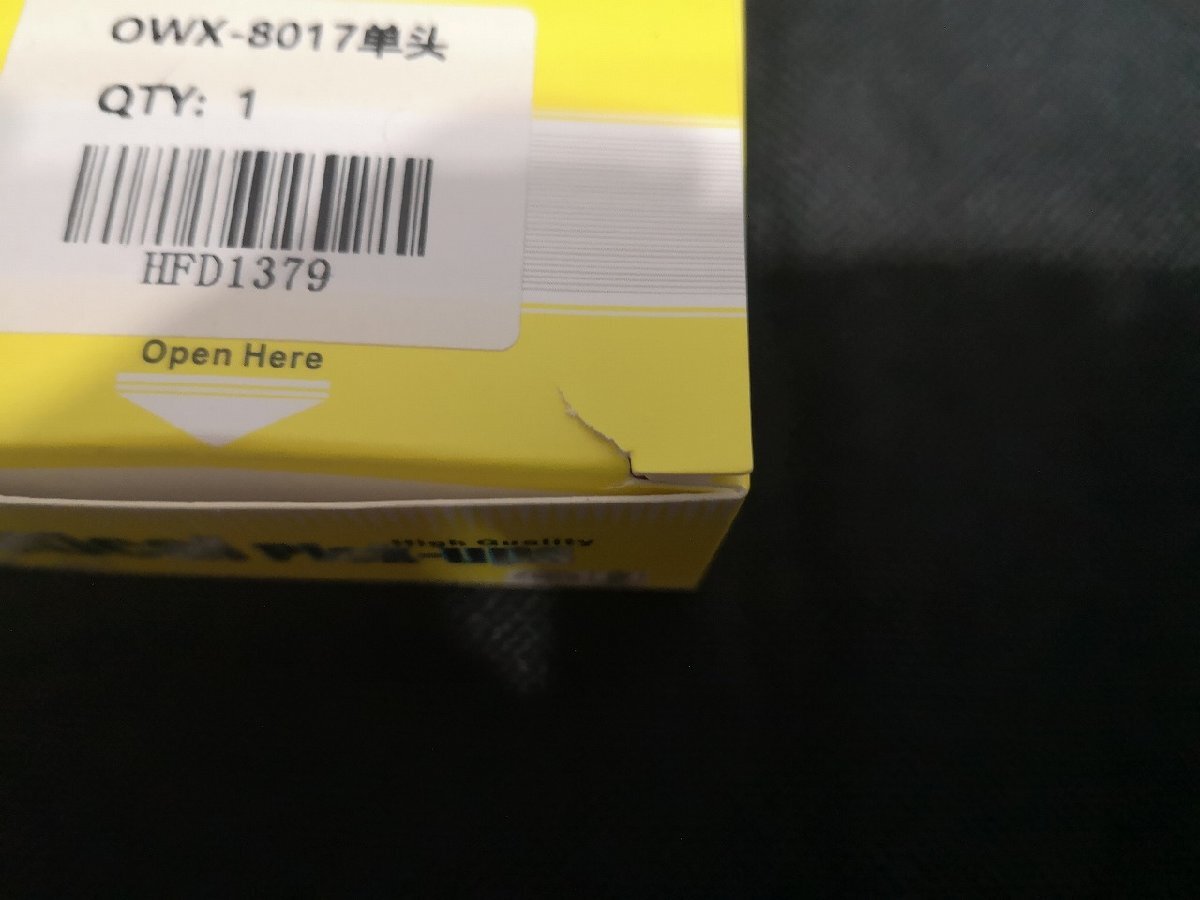 OWX-8017单头
QTY: 1
HFD1379
Open Here
High Quality